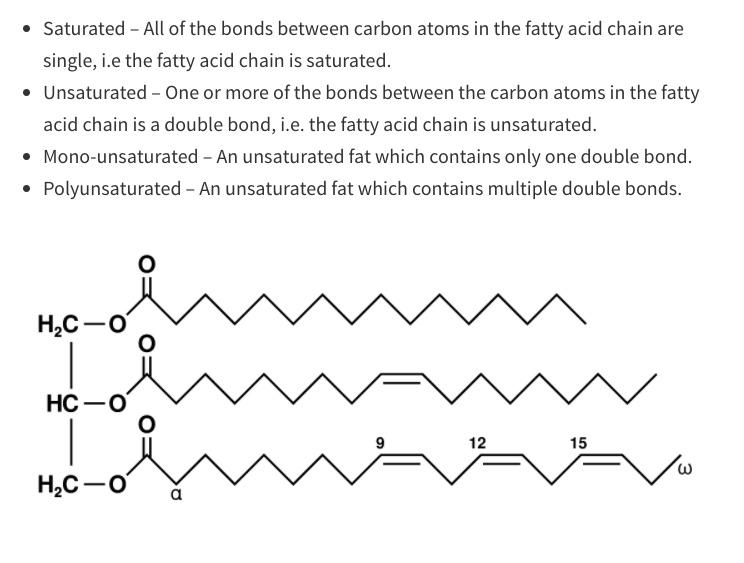 • Saturated – All of the bonds between carbon atoms in the fatty acid chain are
single, i.e the fatty acid chain is saturated.
• Unsaturated – One or more of the bonds between the carbon atoms in the fatty
acid chain is a double bond, i.e. the fatty acid chain is unsaturated.
• Mono-unsaturated – An unsaturated fat which contains only one double bond.
• Polyunsaturated – An unsaturated fat which contains multiple double bonds.
O
H₂C—O
O
HC—O
O
9 12 15
H₂C—O
α
ω